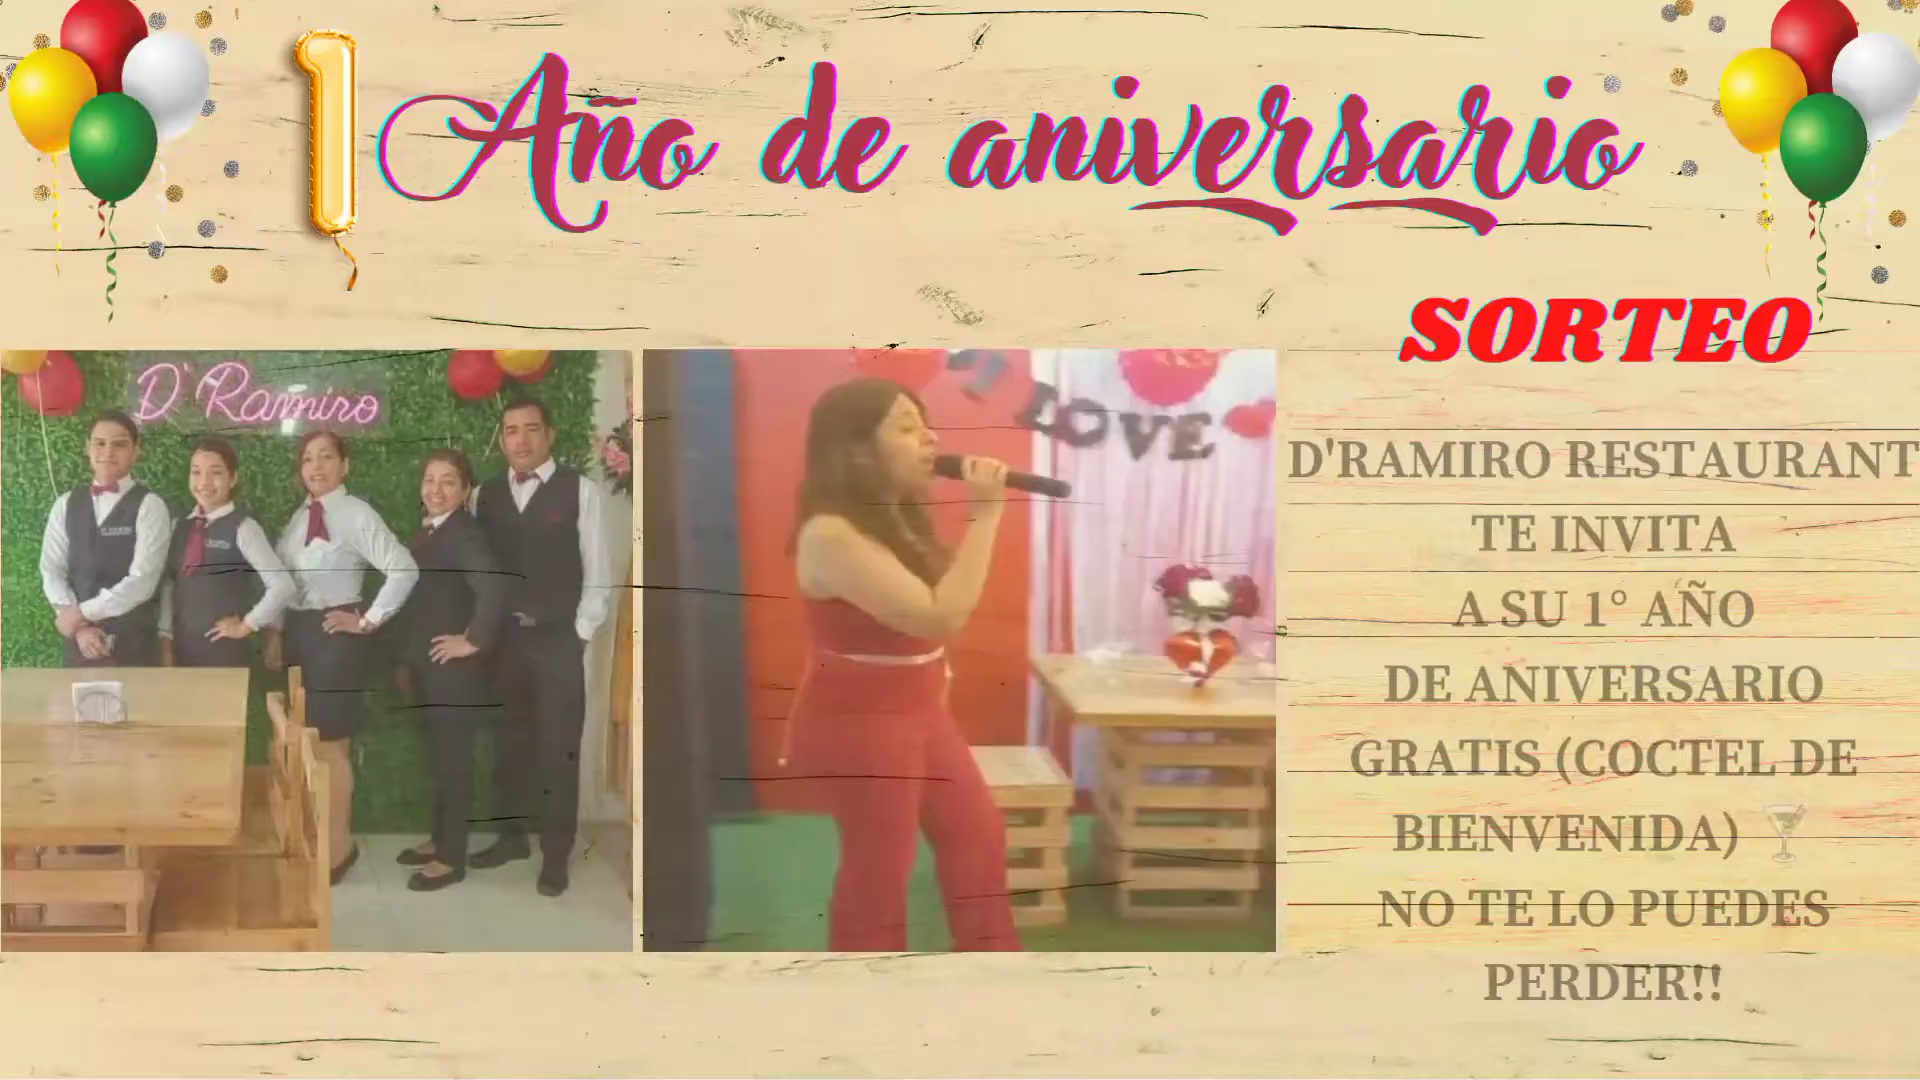 1 Año de aniversario
SORTEO
D'Ramiro
T LOVE
D'RAMIRO RESTAURANT
TE INVITA
A SU 1° AÑO
DE ANIVERSARIO
GRATIS (COCTEL DE
BIENVENIDA) 🍸
NO TE LO PUEDES
PERDER!!